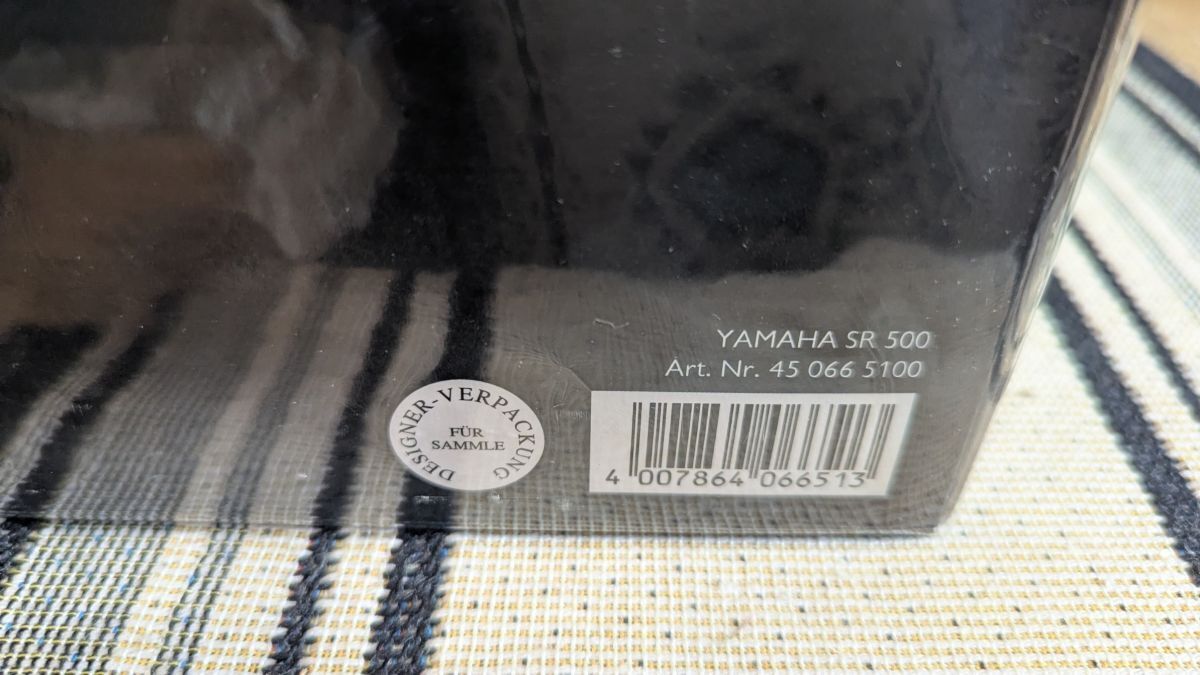 YAMAHA SR 500
Art. Nr. 45 066 5100
DESIGNER-VERPACKUNG
FÜR
SAMMLE
4 007864 066513